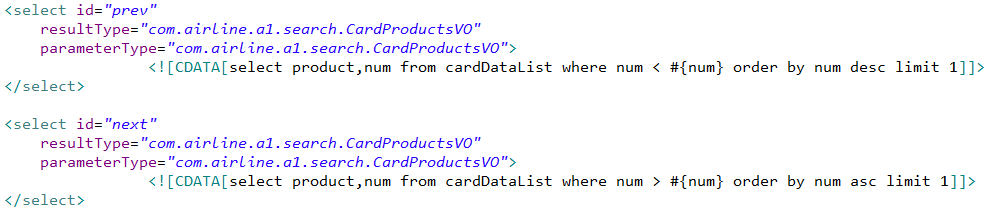 <select id="prev"
resultType="com.airline.a1.search.CardProductsVO"
parameterType="com.airline.a1.search.CardProductsVO">
<![CDATA[select product,num from cardDataList where num < #{num} order by num desc limit 1]]>
</select>
<select id="next"
resultType="com.airline.a1.search.CardProductsVO"
parameterType="com.airline.a1.search.CardProductsVO">
<![CDATA[select product,num from cardDataList where num > #{num} order by num asc limit 1]]>
</select>